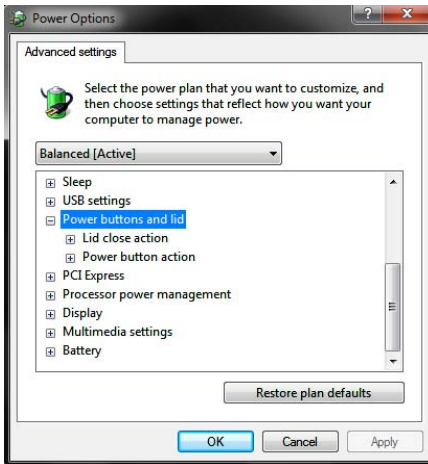 Power Options
Advanced settings
Select the power plan that you want to customize, and
then choose settings that reflect how you want your
computer to manage power.
Balanced [Active]
Sleep
USB settings
Power buttons and lid
Lid close action
Power button action
PCI Express
Processor power management
Display
Multimedia settings
Battery
Restore plan defaults
OK Cancel Apply